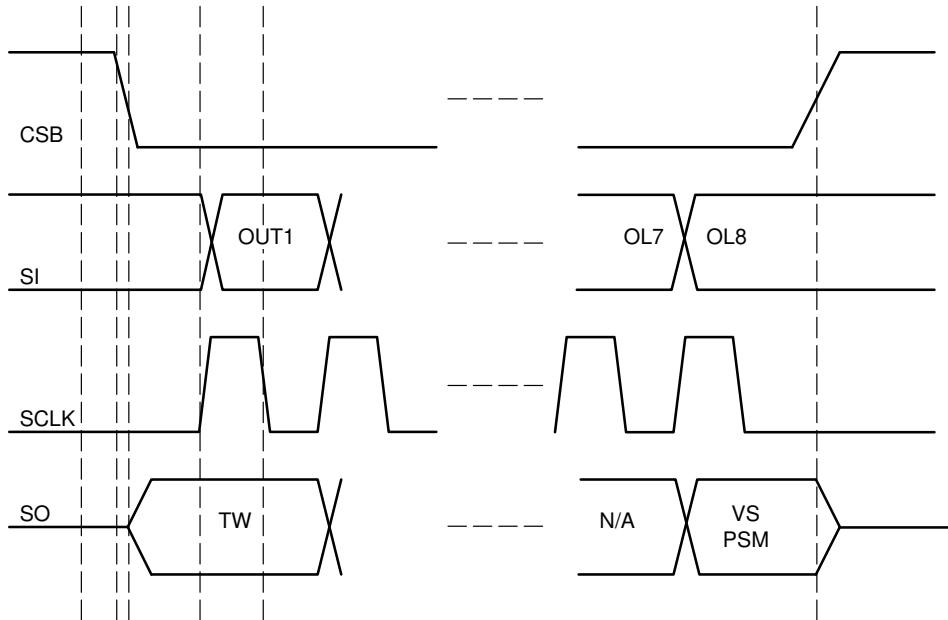 CSB
OUT1
OL7 OL8
SI
SCLK
SO
TW
N/A
VS
PSM